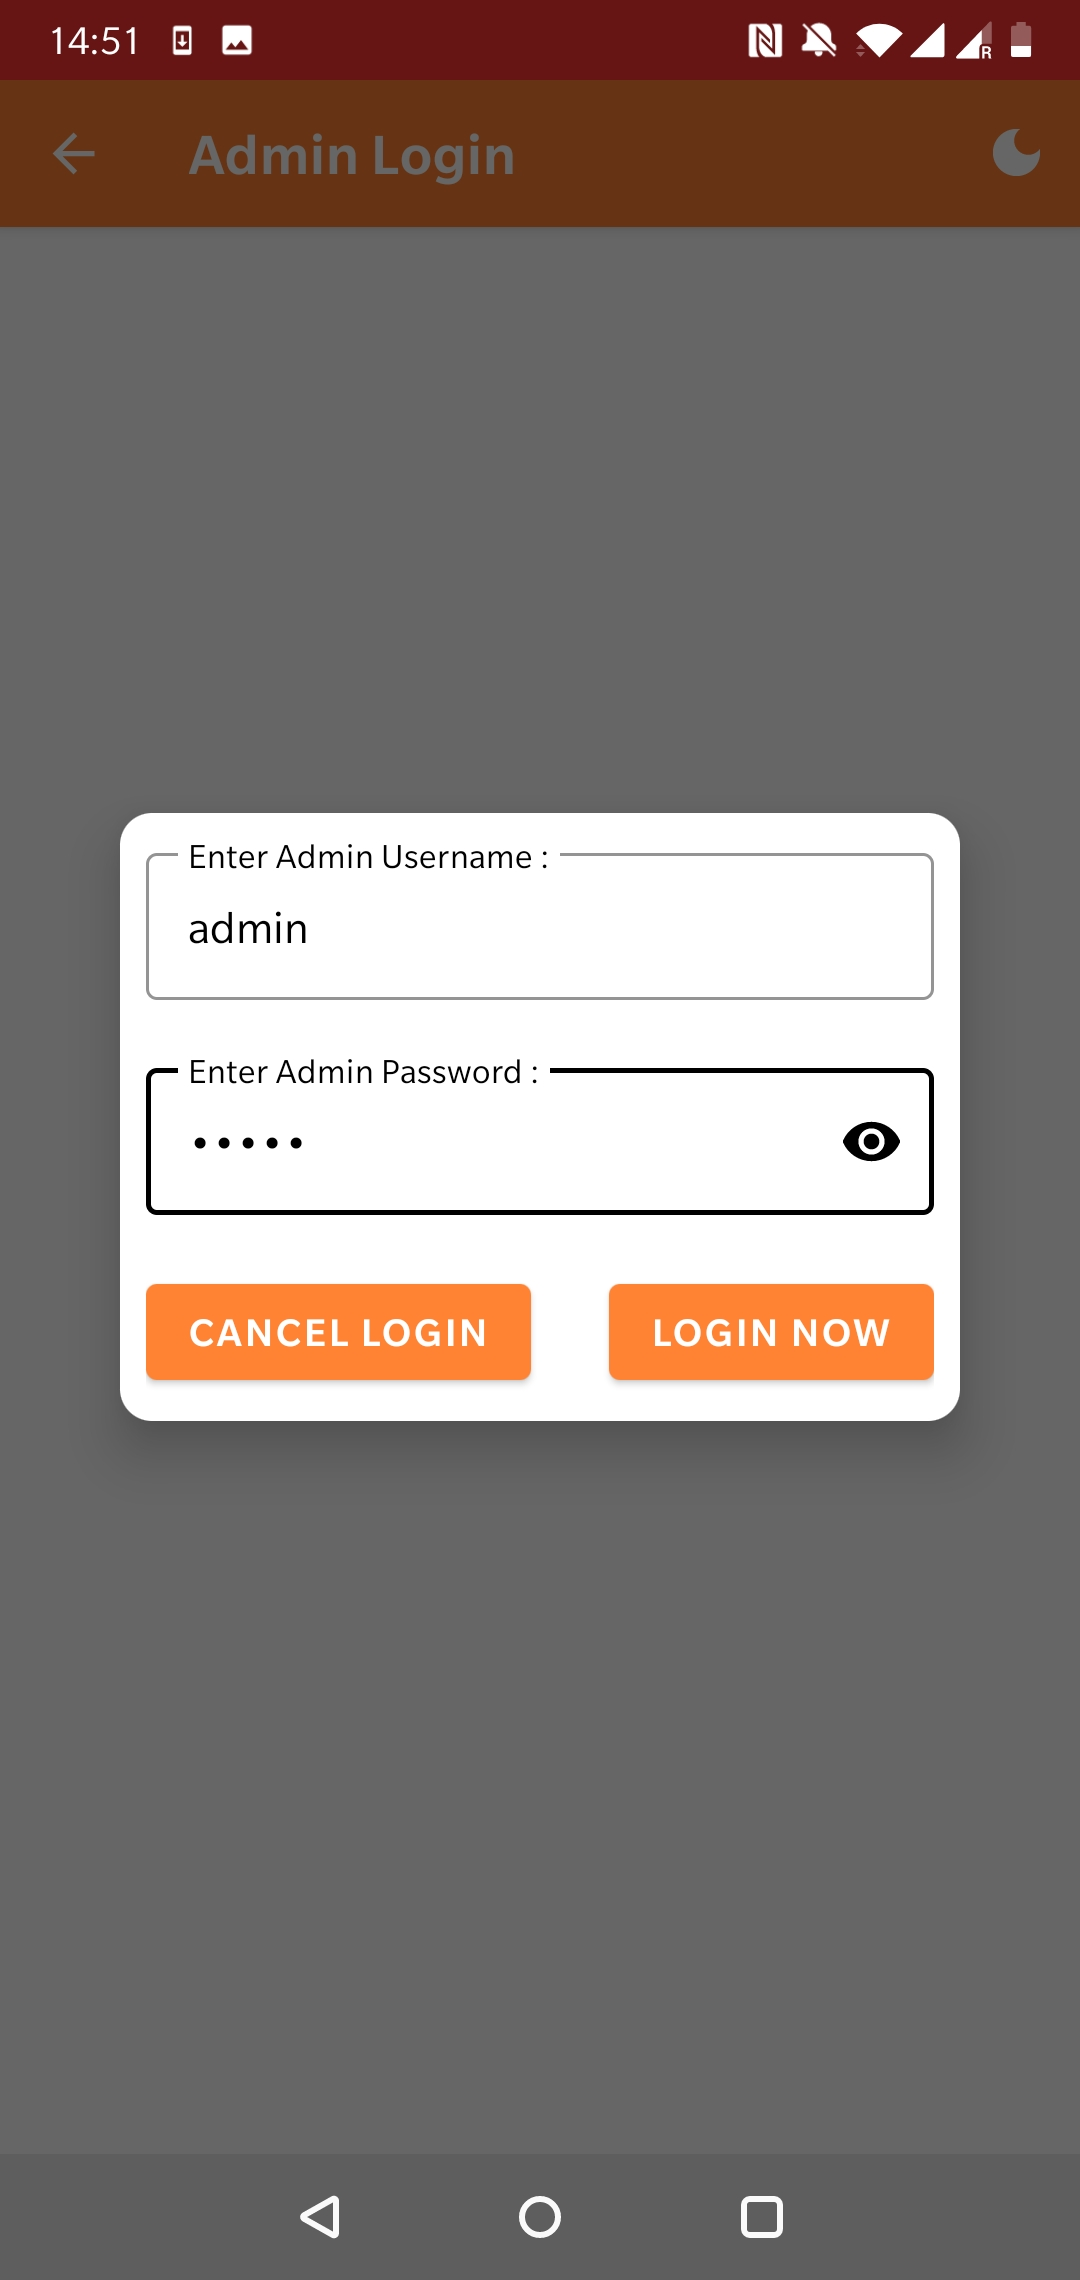 14:51
Admin Login
Enter Admin Username :
admin
Enter Admin Password :
•••••
CANCEL LOGIN
LOGIN NOW